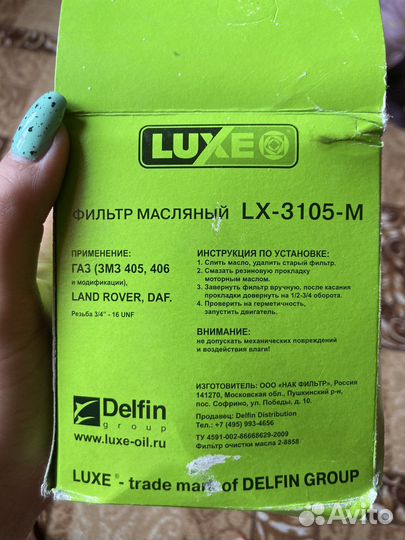 LUXE
ФИЛЬТР МАСЛЯНЫЙ LX-3105-М
ПРИМЕНЕНИЕ:
ГАЗ (ЗМЗ 405, 406
и модификации),
LAND ROVER, DAF.
Резьба 3/4" - 16 UNF
ИНСТРУКЦИЯ ПО УСТАНОВКЕ:
1. Слить масло, удалить старый фильтр.
2. Смазать резиновую прокладку
моторным маслом.
3. Завернуть фильтр вручную, после касания
прокладки довернуть на 1/2-3/4 оборота.
4. Проверить на герметичность,
запустить двигатель.
ВНИМАНИЕ:
не допускать механических повреждений
и воздействия влаги!
ИЗГОТОВИТЕЛЬ: ООО «НАК ФИЛЬТР», Россия
141270, Московская обл., Пушкинский р-н,
пос. Софрино, ул. Победы, д. 10.
Продавец: Delfin Distribution
Тел.: +7 (495) 993-4656
ТУ 4591-002-86668629-2009
Фильтр очистки масла 2-8858
Delfin
group
www.luxe-oil.ru
LUXE ® - trade mark of DELFIN GROUP
Avito